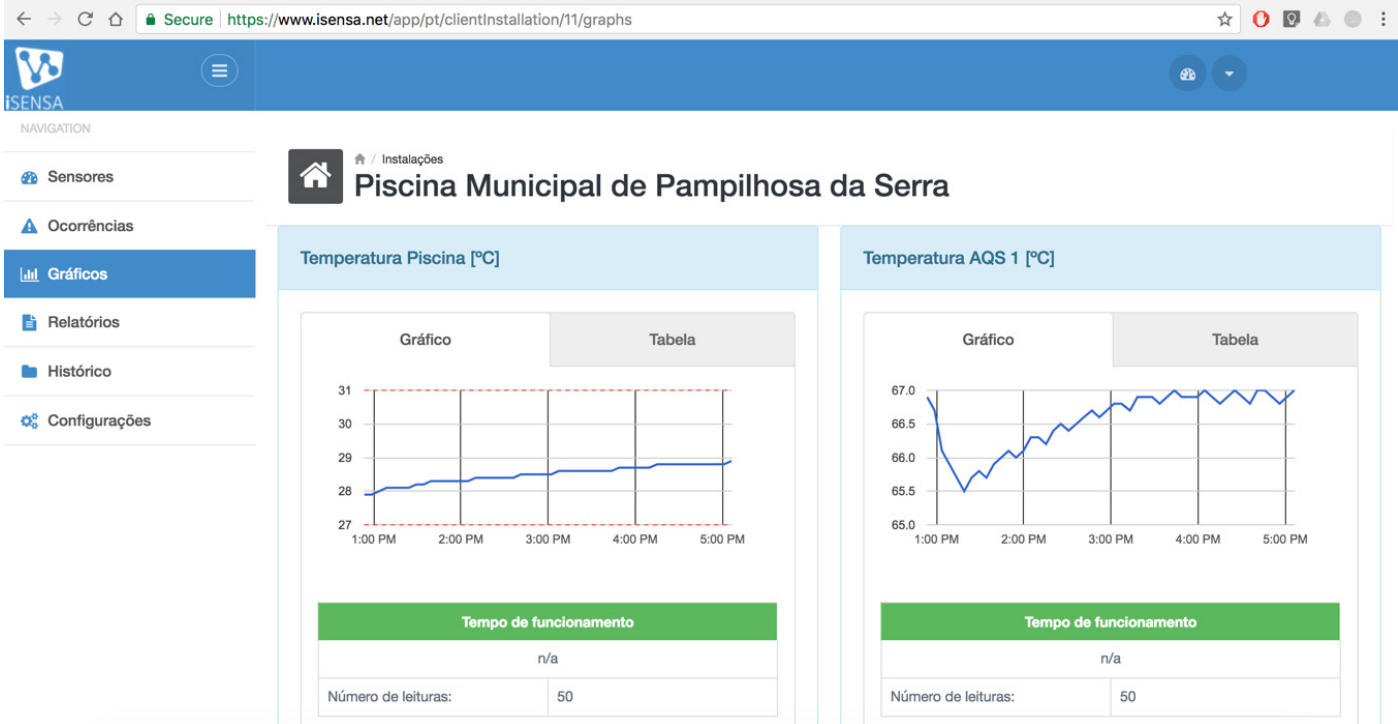 Secure https://www.isensa.net/app/pt/clientInstallation/11/graphs
iSENSA
NAVIGATION
Sensores
Ocorrências
Gráficos
Relatórios
Histórico
Configurações
/ Instalações
Piscina Municipal de Pampilhosa da Serra
Temperatura Piscina [ºC]
Gráfico Tabela
31
30
29
28
27
1:00 PM 2:00 PM 3:00 PM 4:00 PM 5:00 PM
Tempo de funcionamento
n/a
Número de leituras: 50
Temperatura AQS 1 [ºC]
Gráfico Tabela
67.0
66.5
66.0
65.5
65.0
1:00 PM 2:00 PM 3:00 PM 4:00 PM 5:00 PM
Tempo de funcionamento
n/a
Número de leituras: 50